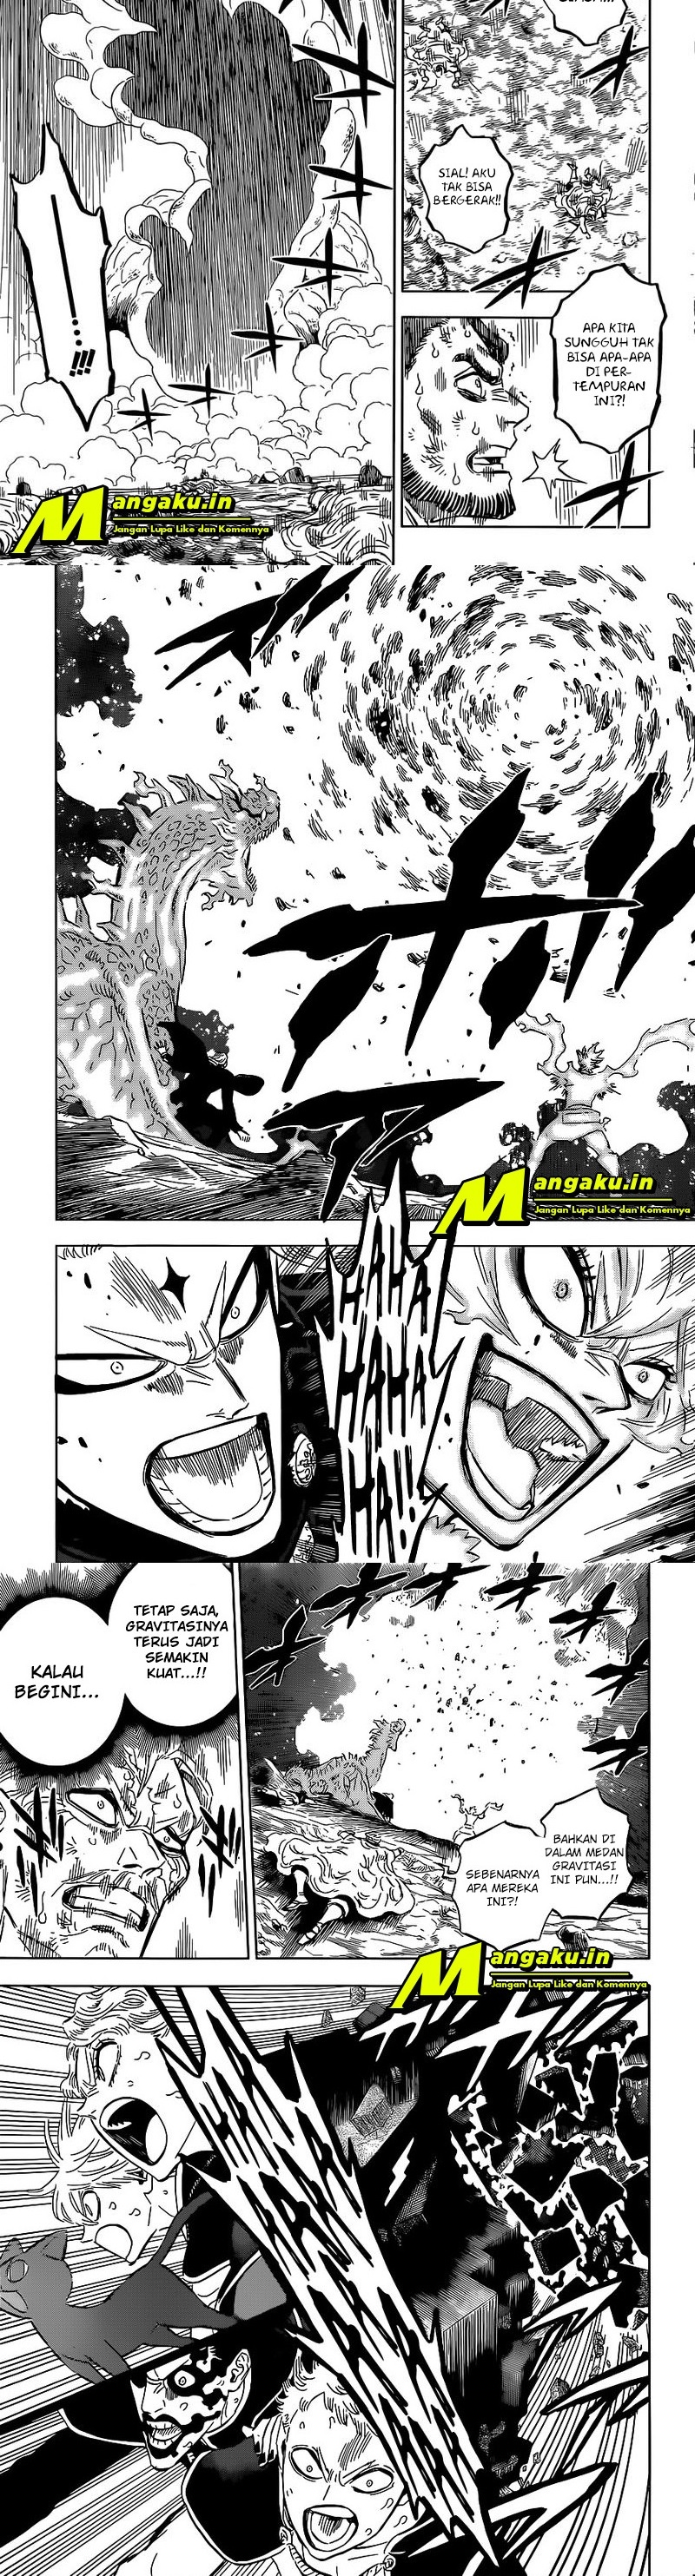 SIAL! AKU
TAK BISA
BERGERAK!!
...!!!
APA KITA
SUNGGUH TAK
BISA APA-APA
DI PER-
TEMPURAN
INI?!
Mangaku.in
Jangan Lupa Like dan Komennya
Mangaku.in
Jangan Lupa Like dan Komennya
HAHA
HAHA
HA!!
TETAP SAJA,
GRAVITASINYA
TERUS JADI
SEMAKIN
KUAT...!!
KALAU
BEGINI...
BAHKAN DI
DALAM MEDAN
GRAVITASI
INI PUN...!!
SEBENARNYA
APA MEREKA
INI?!
Mangaku.in
Jangan Lupa Like dan Komennya